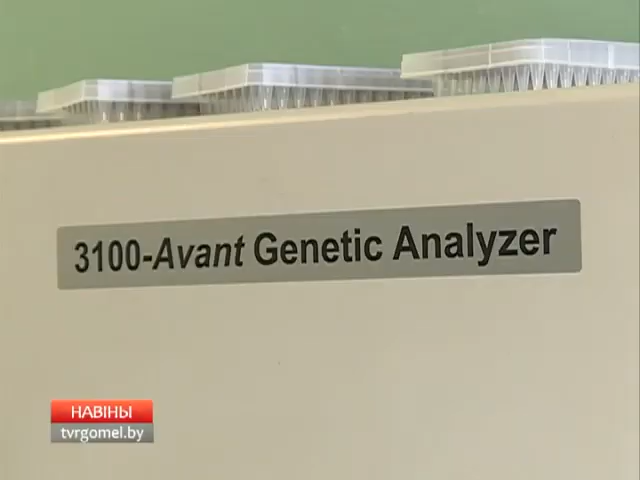 3100-Avant Genetic Analyzer
НАВІНЫ
tvrgomel.by